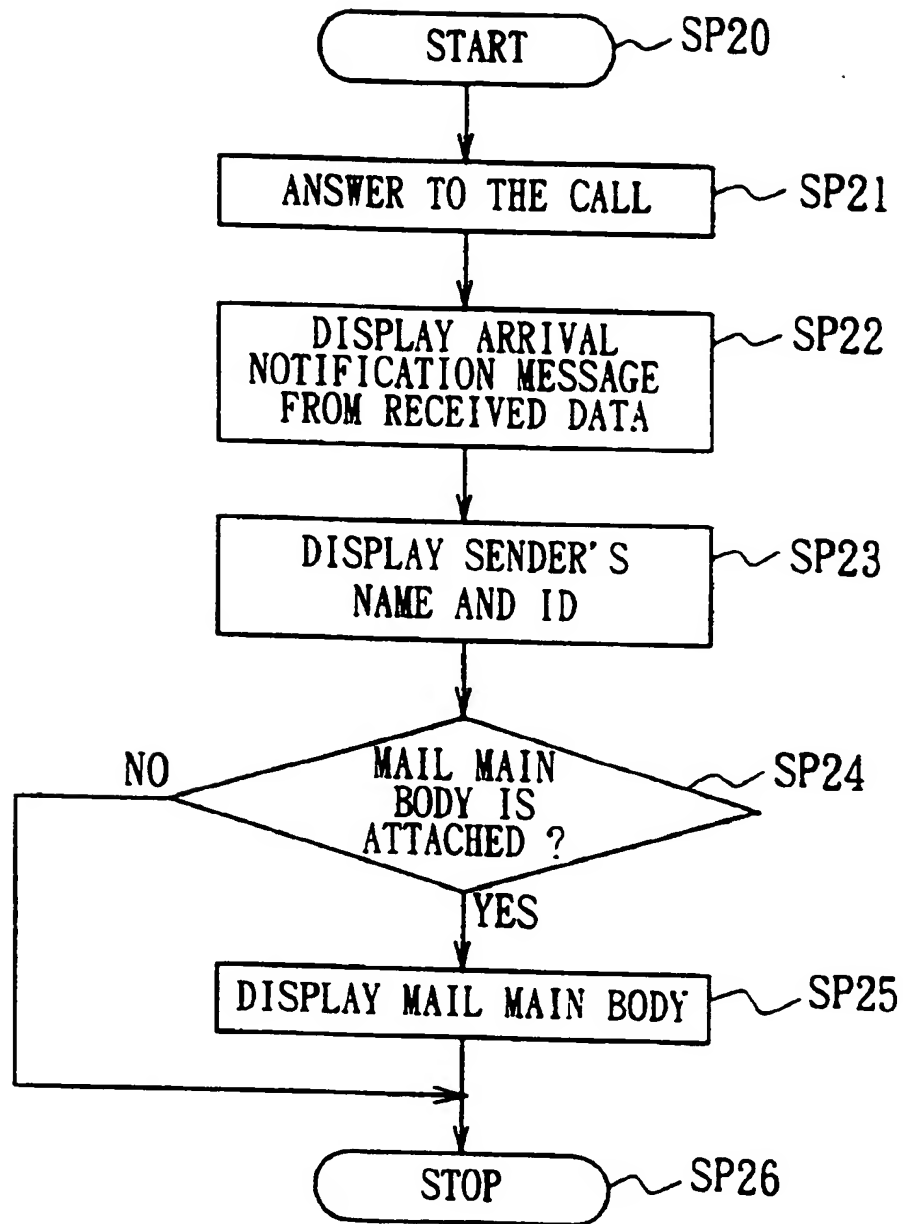 START
SP20
ANSWER TO THE CALL
SP21
DISPLAY ARRIVAL
NOTIFICATION MESSAGE
FROM RECEIVED DATA
SP22
DISPLAY SENDER'S
NAME AND ID
SP23
NO
MAIL MAIN
BODY IS
ATTACHED ?
SP24
YES
DISPLAY MAIL MAIN BODY
SP25
STOP
SP26